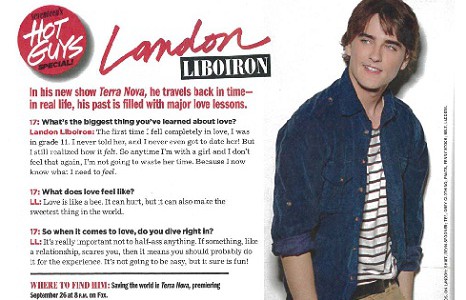 seventeen's
HOT
GUYS
SPECIAL!
Landon
LIBOIRON
In his new show Terra Nova, he travels back in time—
in real life, his past is filled with major love lessons.
17: What's the biggest thing you've learned about love?
Landon Liboiron: The first time I fell completely in love, I was
in grade 11. I never told her, and I never even got to date her! But
I still realized how it felt. So anytime I'm with a girl and I don't
feel that again, I'm not going to waste her time. Because I now
know what I need to feel.
17: What does love feel like?
LL: Love is like a bee. It can hurt, but it can also make the
sweetest thing in the world.
17: So when it comes to love, do you dive right in?
LL: It's really important not to half-ass anything. If something, like
a relationship, scares you, then it means you should probably do
it for the experience. It's not going to be easy, but it sure is fun!
WHERE TO FIND HIM: Saving the world in Terra Nova, premiering
September 26 at 8 P.M. on Fox.